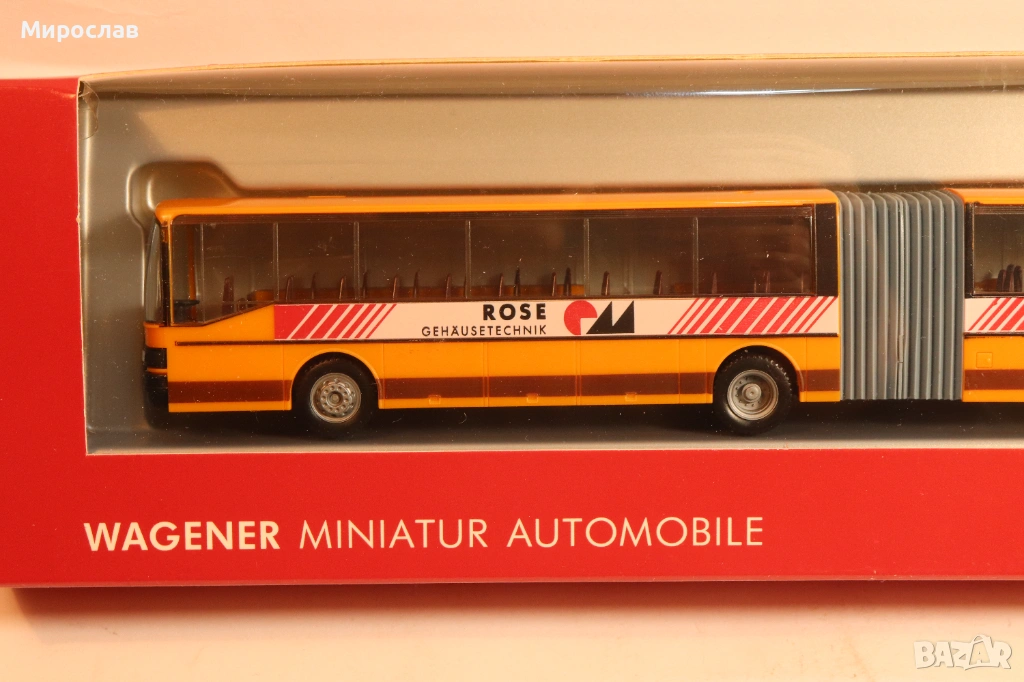 Мирослав
ROSE
GEHÄUSETECHNIK
WAGENER MINIATUR AUTOMOBILE
BAZAR